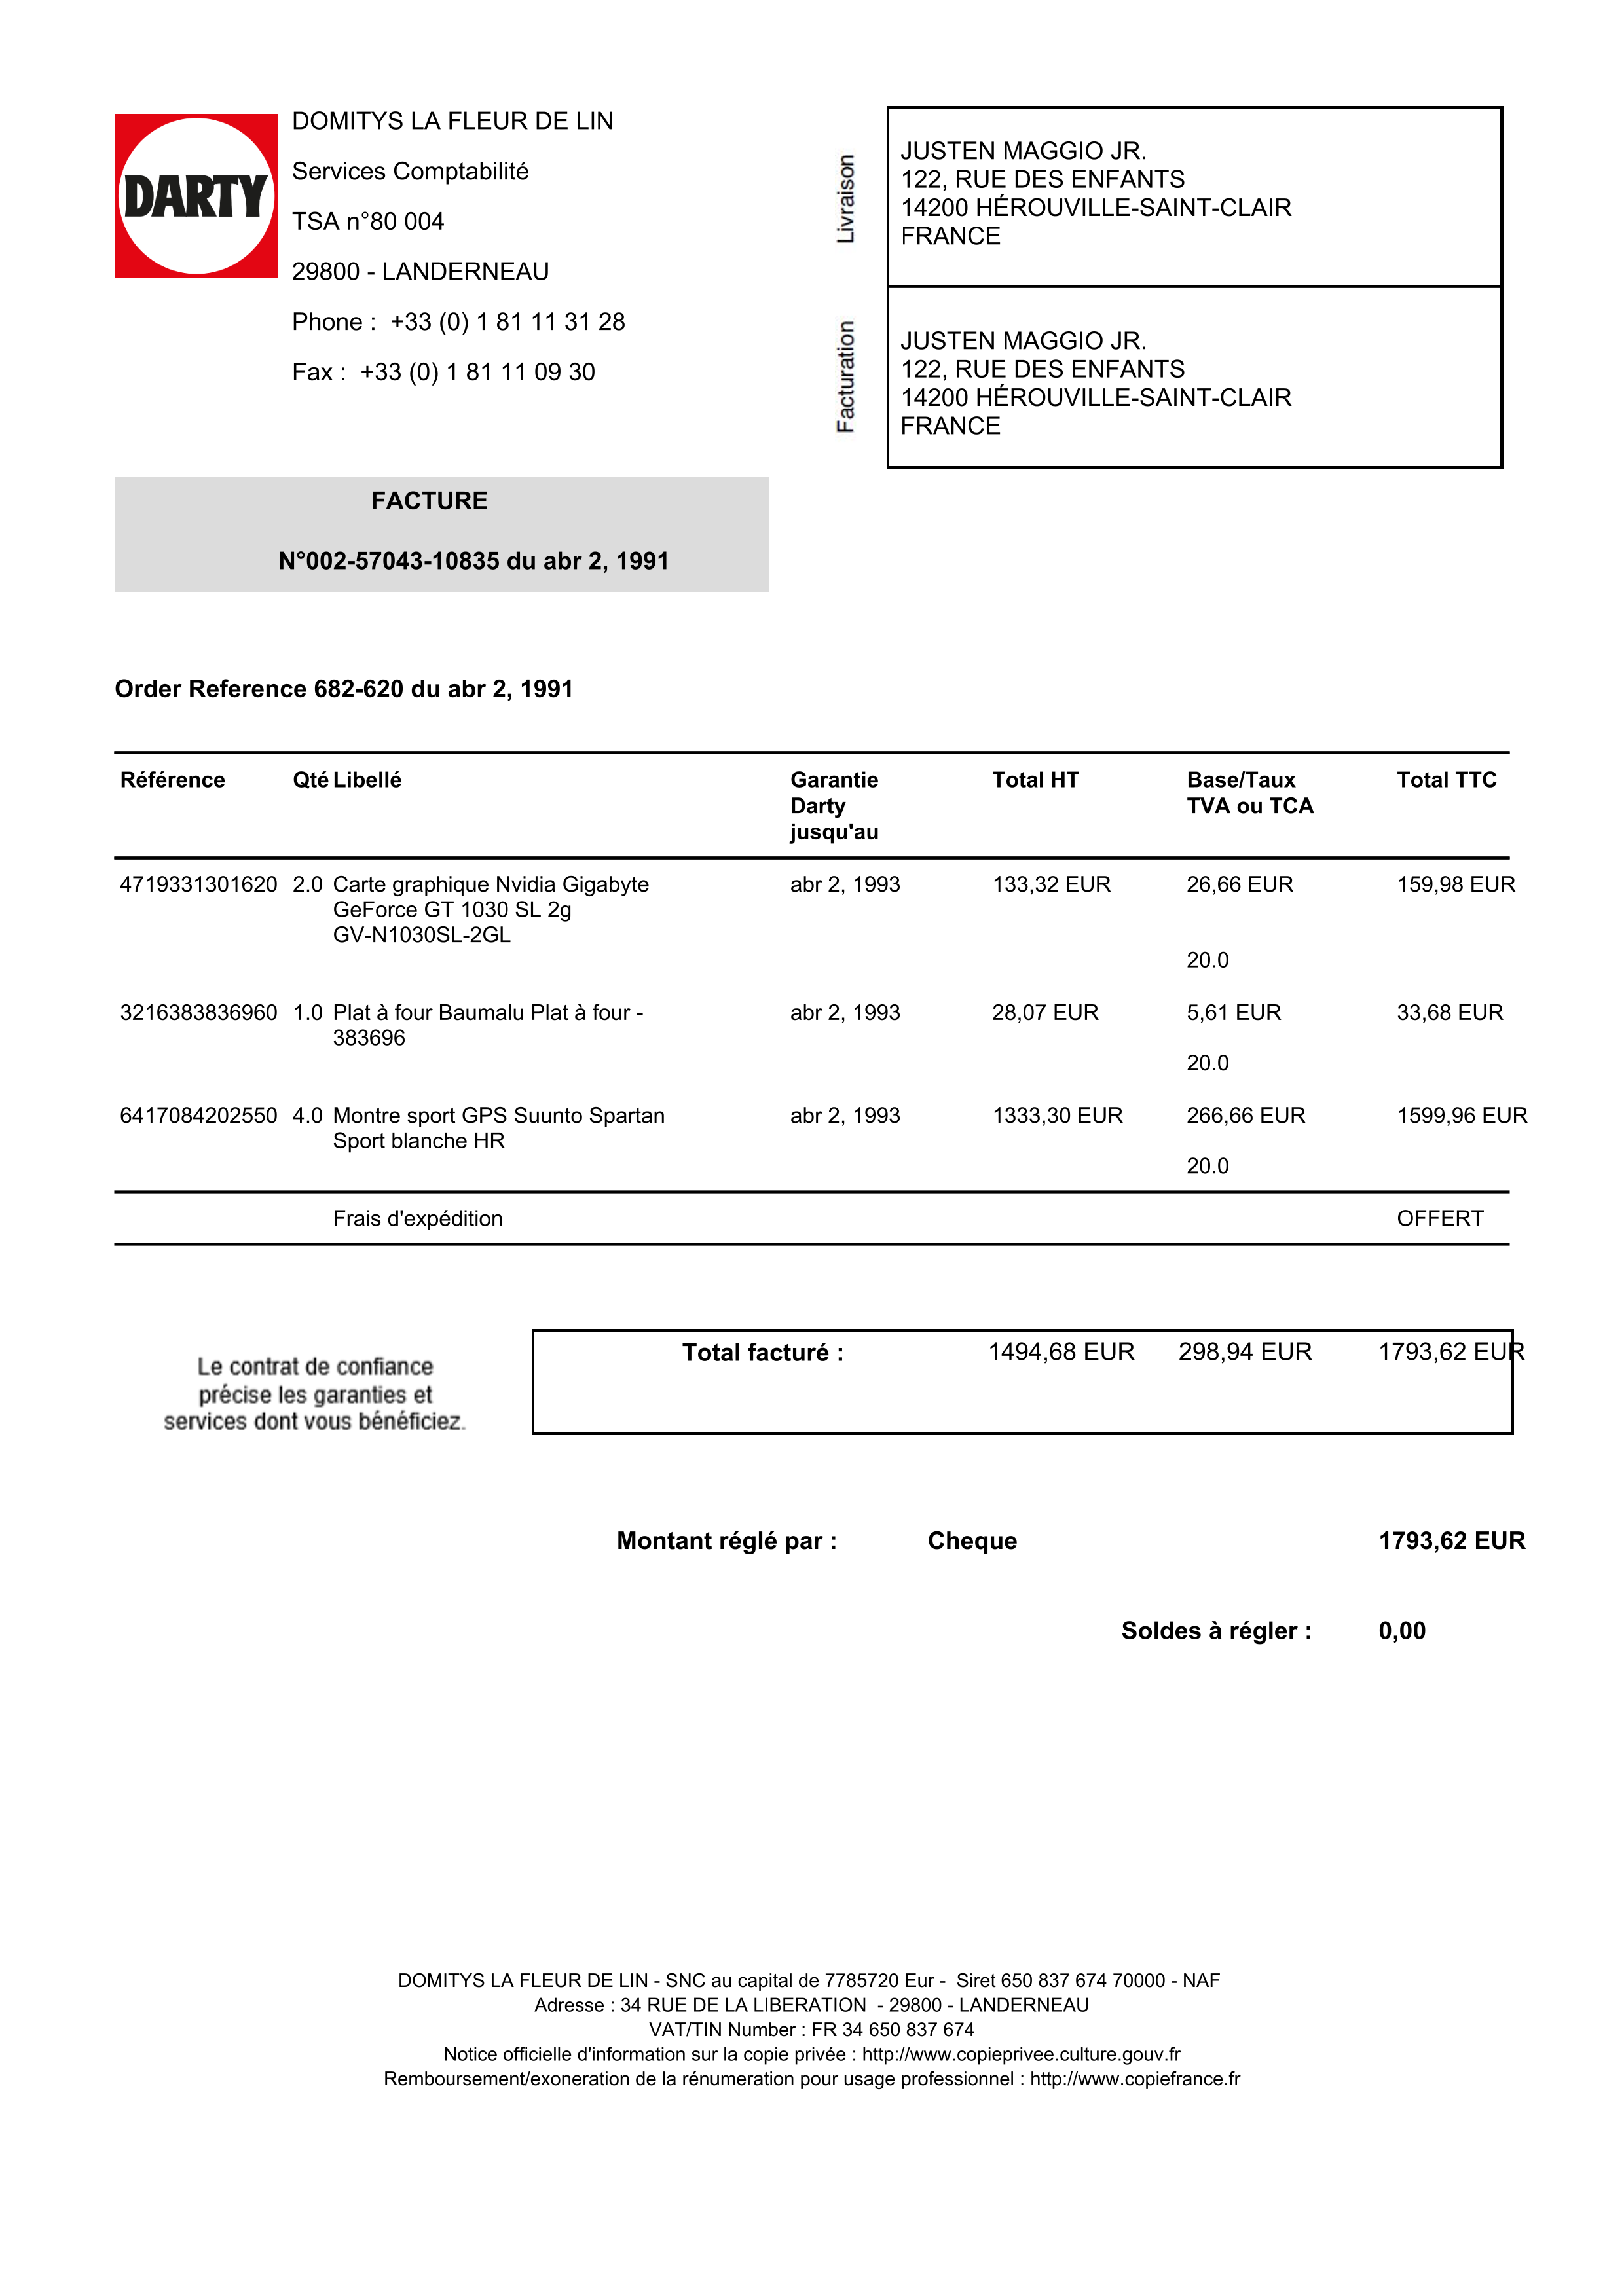 DARTY
DOMITYS LA FLEUR DE LIN
Services Comptabilité
TSA n°80 004
29800 - LANDERNEAU
Phone : +33 (0) 1 81 11 31 28
Fax : +33 (0) 1 81 11 09 30
Livraison
JUSTEN MAGGIO JR.
122, RUE DES ENFANTS
14200 HÉROUVILLE-SAINT-CLAIR
FRANCE
Facturation
JUSTEN MAGGIO JR.
122, RUE DES ENFANTS
14200 HÉROUVILLE-SAINT-CLAIR
FRANCE
FACTURE
N°002-57043-10835 du abr 2, 1991
Order Reference 682-620 du abr 2, 1991
Référence Qté Libellé Garantie Total HT Base/Taux Total TTC
Darty TVA ou TCA
jusqu'au
4719331301620 2.0 Carte graphique Nvidia Gigabyte abr 2, 1993 133,32 EUR 26,66 EUR 159,98 EUR
GeForce GT 1030 SL 2g
GV-N1030SL-2GL
20.0
3216383836960 1.0 Plat à four Baumalu Plat à four - abr 2, 1993 28,07 EUR 5,61 EUR 33,68 EUR
383696
20.0
6417084202550 4.0 Montre sport GPS Suunto Spartan abr 2, 1993 1333,30 EUR 266,66 EUR 1599,96 EUR
Sport blanche HR
20.0
Frais d'expédition OFFERT
Le contrat de confiance
précise les garanties et
services dont vous bénéficiez.
Total facturé : 1494,68 EUR 298,94 EUR 1793,62 EUR
Montant réglé par : Cheque 1793,62 EUR
Soldes à régler : 0,00
DOMITYS LA FLEUR DE LIN - SNC au capital de 7785720 Eur - Siret 650 837 674 70000 - NAF
Adresse : 34 RUE DE LA LIBERATION - 29800 - LANDERNEAU
VAT/TIN Number : FR 34 650 837 674
Notice officielle d'information sur la copie privée : http://www.copieprivee.culture.gouv.fr
Remboursement/exoneration de la rénumeration pour usage professionnel : http://www.copiefrance.fr